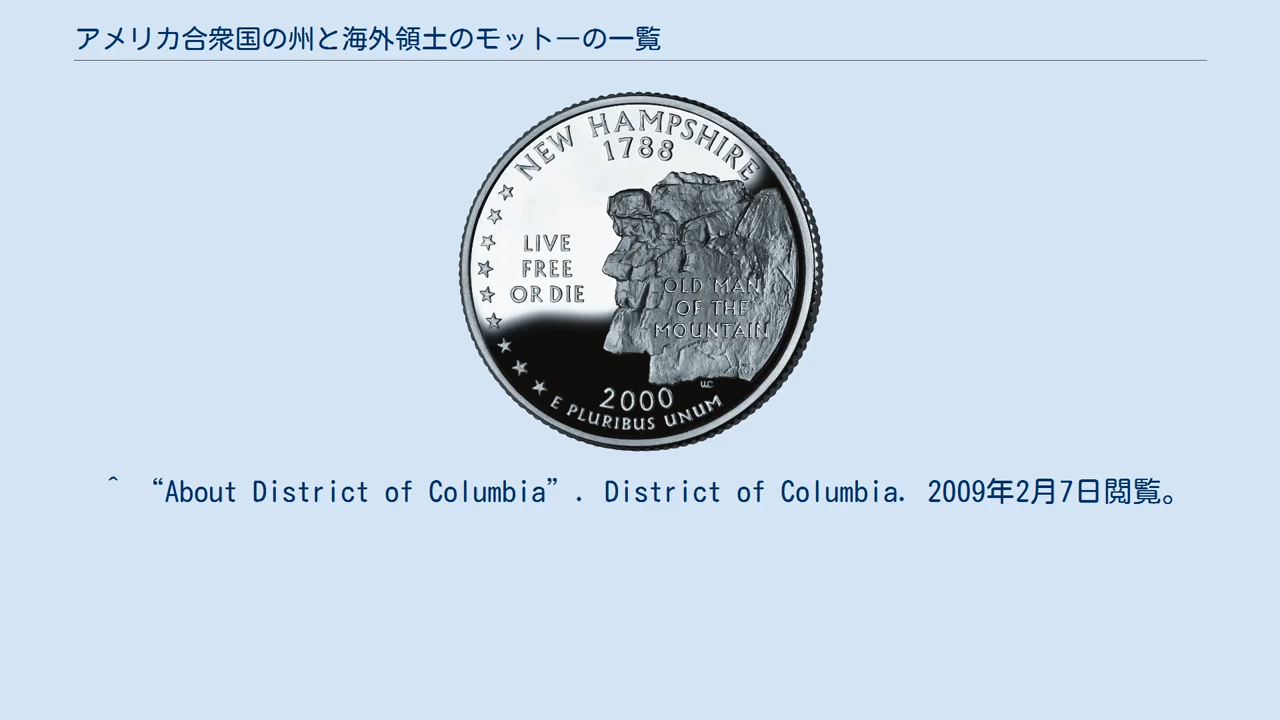 アメリカ合衆国の州と海外領土のモットーの一覧
NEW HAMPSHIRE
1788
LIVE
FREE
OR DIE
OLD MAN
OF THE
MOUNTAIN
2000
E PLURIBUS UNUM
^ “About District of Columbia”. District of Columbia. 2009年2月7日閲覧。